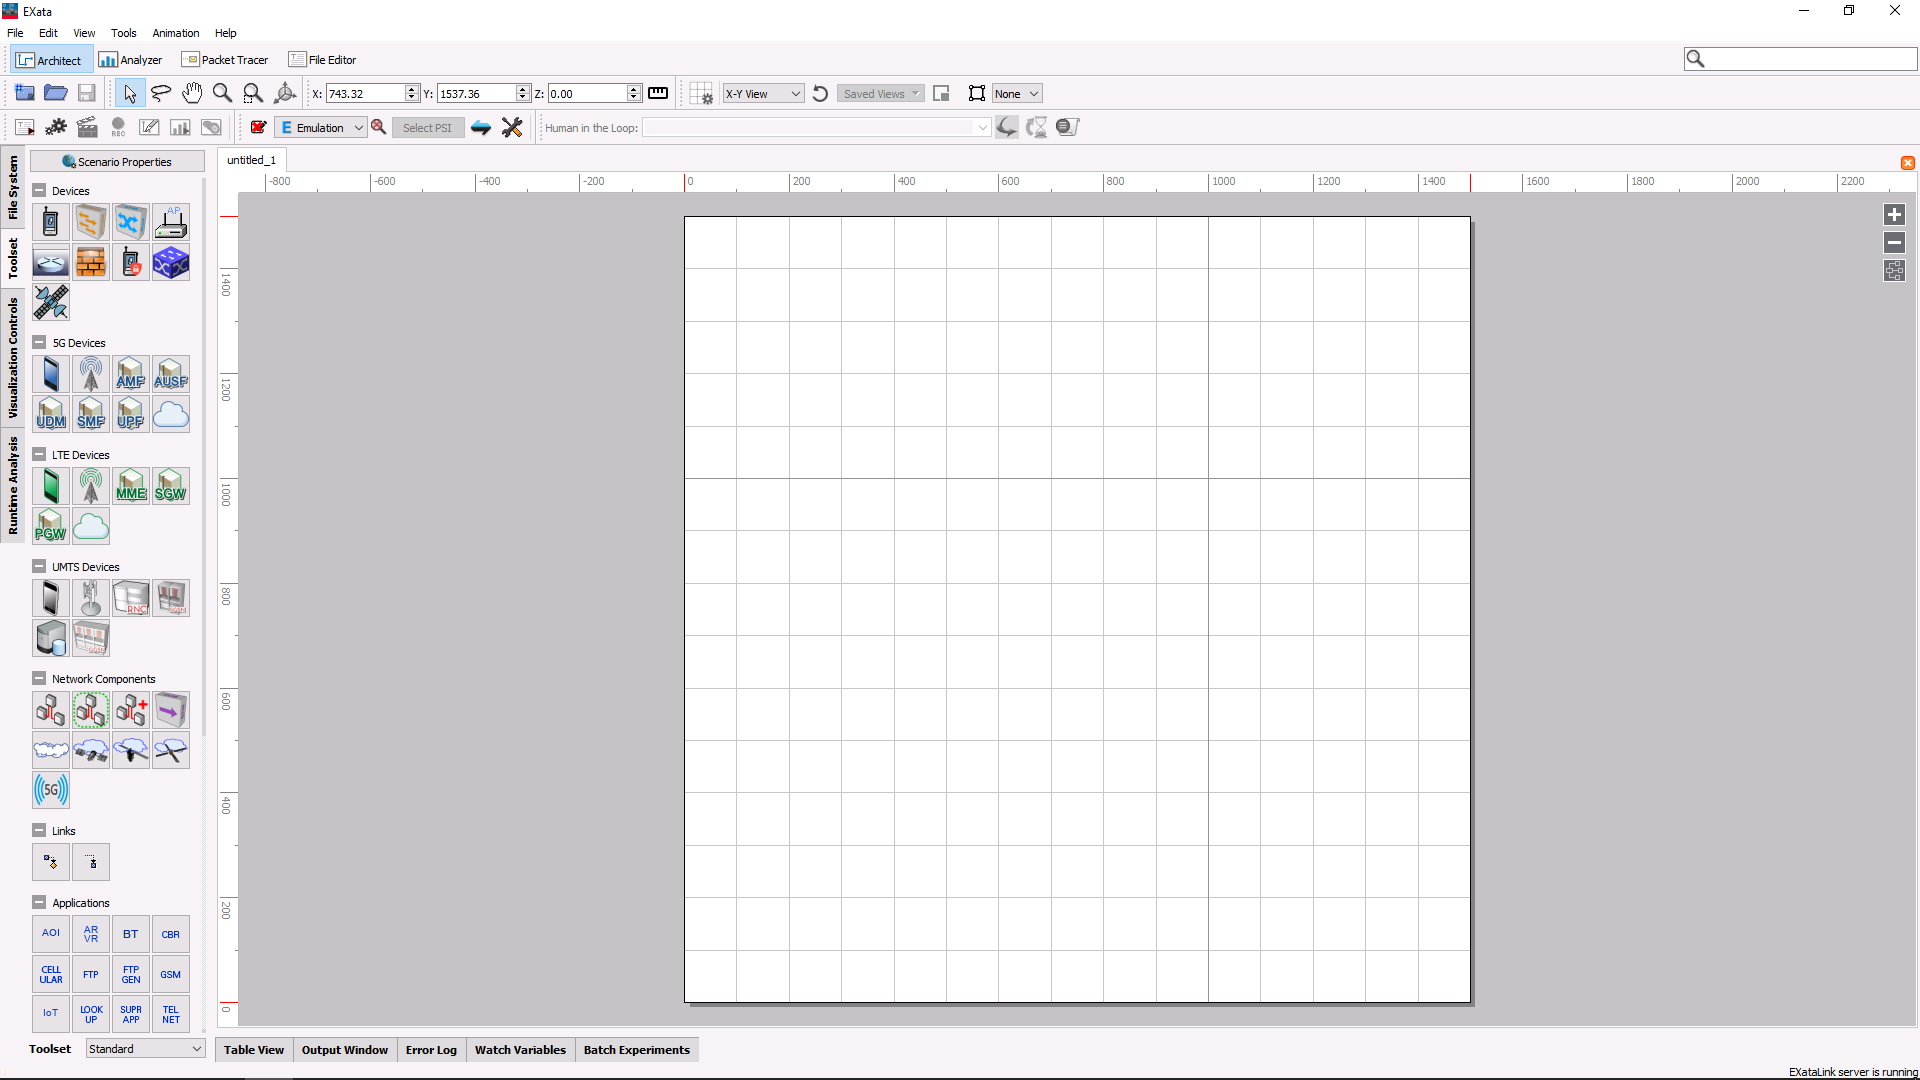 EXata
File Edit View Tools Animation Help
Architect Analyzer Packet Tracer File Editor
X: 743.32 Y: 1537.36 Z: 0.00 X-Y View Saved Views None
REC E Emulation Select PSI Human in the Loop:
File System
Toolset
Visualization Controls
Runtime Analysis
Scenario Properties
untitled_1
-800 -600 -400 -200 0 200 400 600 800 1000 1200 1400 1600 1800 2000 2200
1400
1200
1000
800
600
400
200
0
Devices
AP
5G Devices
AMF AUSF
UDM SMF UPF
LTE Devices
MME SGW
PGW
UMTS Devices
RNC SGSN
GGSN
Network Components
5G
Links
Applications
AOI AR VR BT CBR
CELL ULAR FTP FTP GEN GSM
IoT LOOK UP SUPR APP TEL NET
Toolset Standard
Table View Output Window Error Log Watch Variables Batch Experiments
EXataLink server is running